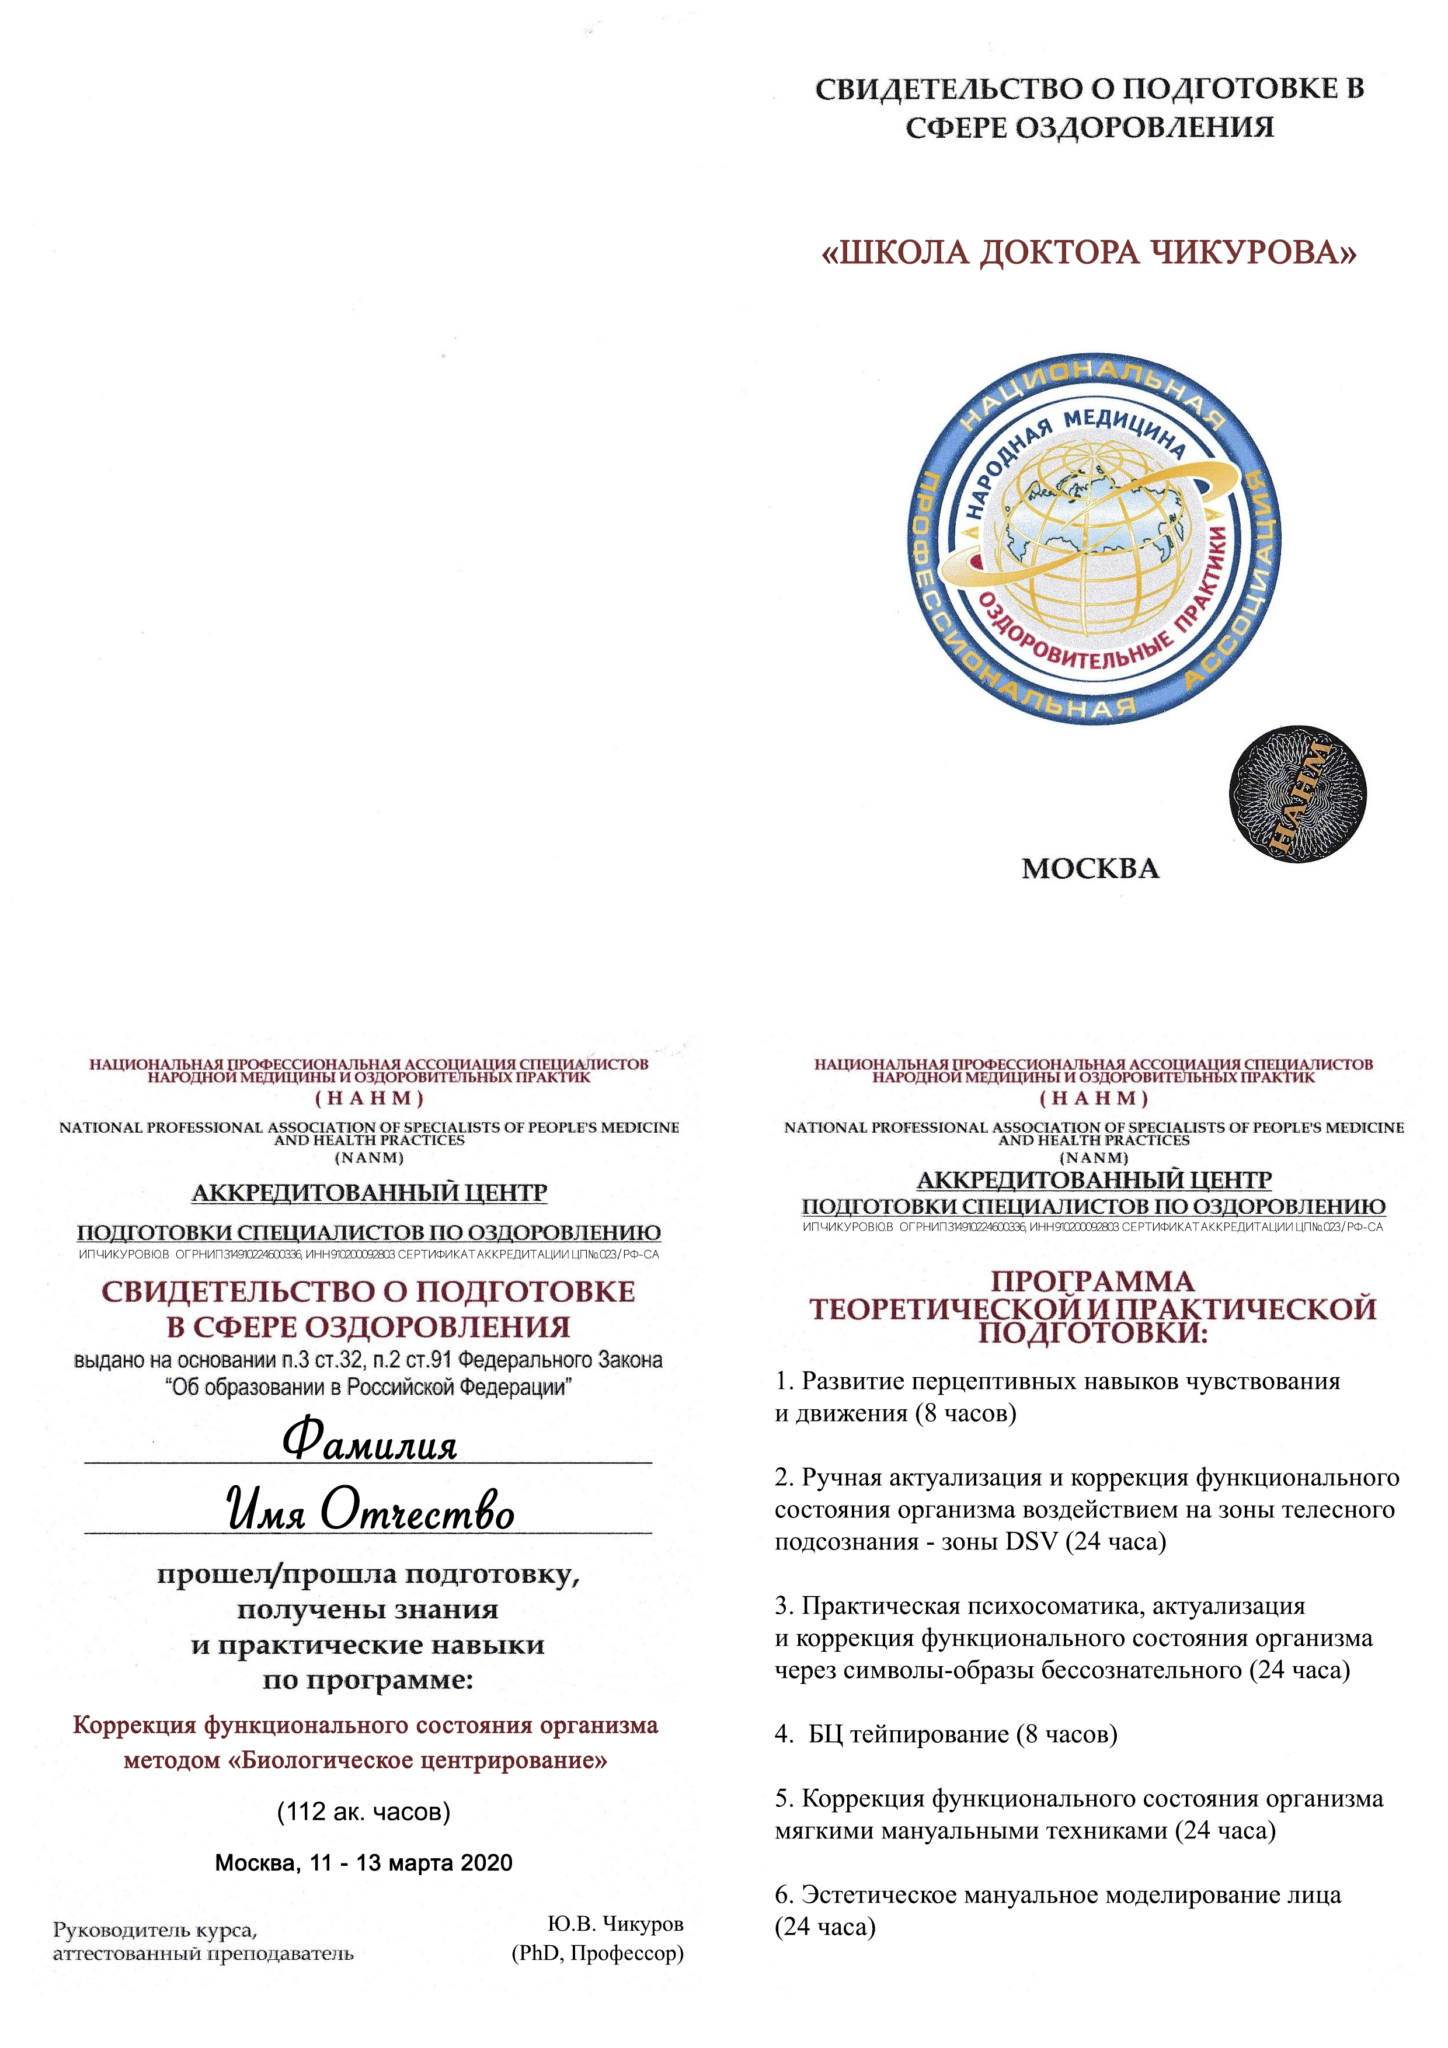 СВИДЕТЕЛЬСТВО О ПОДГОТОВКЕ В
СФЕРЕ ОЗДОРОВЛЕНИЯ
«ШКОЛА ДОКТОРА ЧИКУРОВА»
НАЦИОНАЛЬНАЯ
ПРОФЕССИОНАЛЬНАЯ АССОЦИАЦИЯ
НАРОДНАЯ МЕДИЦИНА
ОЗДОРОВИТЕЛЬНЫЕ ПРАКТИКИ
НАНМ
МОСКВА
НАЦИОНАЛЬНАЯ ПРОФЕССИОНАЛЬНАЯ АССОЦИАЦИЯ СПЕЦИАЛИСТОВ
НАРОДНОЙ МЕДИЦИНЫ И ОЗДОРОВИТЕЛЬНЫХ ПРАКТИК
( Н А Н М )
NATIONAL PROFESSIONAL ASSOCIATION OF SPECIALISTS OF PEOPLE'S MEDICINE
AND HEALTH PRACTICES
(NANM)
АККРЕДИТОВАННЫЙ ЦЕНТР
ПОДГОТОВКИ СПЕЦИАЛИСТОВ ПО ОЗДОРОВЛЕНИЮ
ИП ЧИКУРОВ Ю.В ОГРНИП 314910224600336, ИНН 910200092803 СЕРТИФИКАТ АККРЕДИТАЦИИ ЦП № 023 / РФ-СА
СВИДЕТЕЛЬСТВО О ПОДГОТОВКЕ
В СФЕРЕ ОЗДОРОВЛЕНИЯ
выдано на основании п.3 ст.32, п.2 ст.91 Федерального Закона
“Об образовании в Российской Федерации”
Фамилия
Имя Отчество
прошел/прошла подготовку,
получены знания
и практические навыки
по программе:
Коррекция функционального состояния организма
методом «Биологическое центрирование»
(112 ак. часов)
Москва, 11 - 13 марта 2020
Руководитель курса,
аттестованный преподаватель
Ю.В. Чикуров
(PhD, Профессор)
НАЦИОНАЛЬНАЯ ПРОФЕССИОНАЛЬНАЯ АССОЦИАЦИЯ СПЕЦИАЛИСТОВ
НАРОДНОЙ МЕДИЦИНЫ И ОЗДОРОВИТЕЛЬНЫХ ПРАКТИК
( Н А Н М )
NATIONAL PROFESSIONAL ASSOCIATION OF SPECIALISTS OF PEOPLE'S MEDICINE
AND HEALTH PRACTICES
(NANM)
АККРЕДИТОВАННЫЙ ЦЕНТР
ПОДГОТОВКИ СПЕЦИАЛИСТОВ ПО ОЗДОРОВЛЕНИЮ
ИП ЧИКУРОВ Ю.В ОГРНИП 314910224600336, ИНН 910200092803 СЕРТИФИКАТ АККРЕДИТАЦИИ ЦП № 023 / РФ-СА
ПРОГРАММА
ТЕОРЕТИЧЕСКОЙ И ПРАКТИЧЕСКОЙ
ПОДГОТОВКИ:
1. Развитие перцептивных навыков чувствования
и движения (8 часов)
2. Ручная актуализация и коррекция функционального
состояния организма воздействием на зоны телесного
подсознания - зоны DSV (24 часа)
3. Практическая психосоматика, актуализация
и коррекция функционального состояния организма
через символы-образы бессознательного (24 часа)
4. БЦ тейпирование (8 часов)
5. Коррекция функционального состояния организма
мягкими мануальными техниками (24 часа)
6. Эстетическое мануальное моделирование лица
(24 часа)